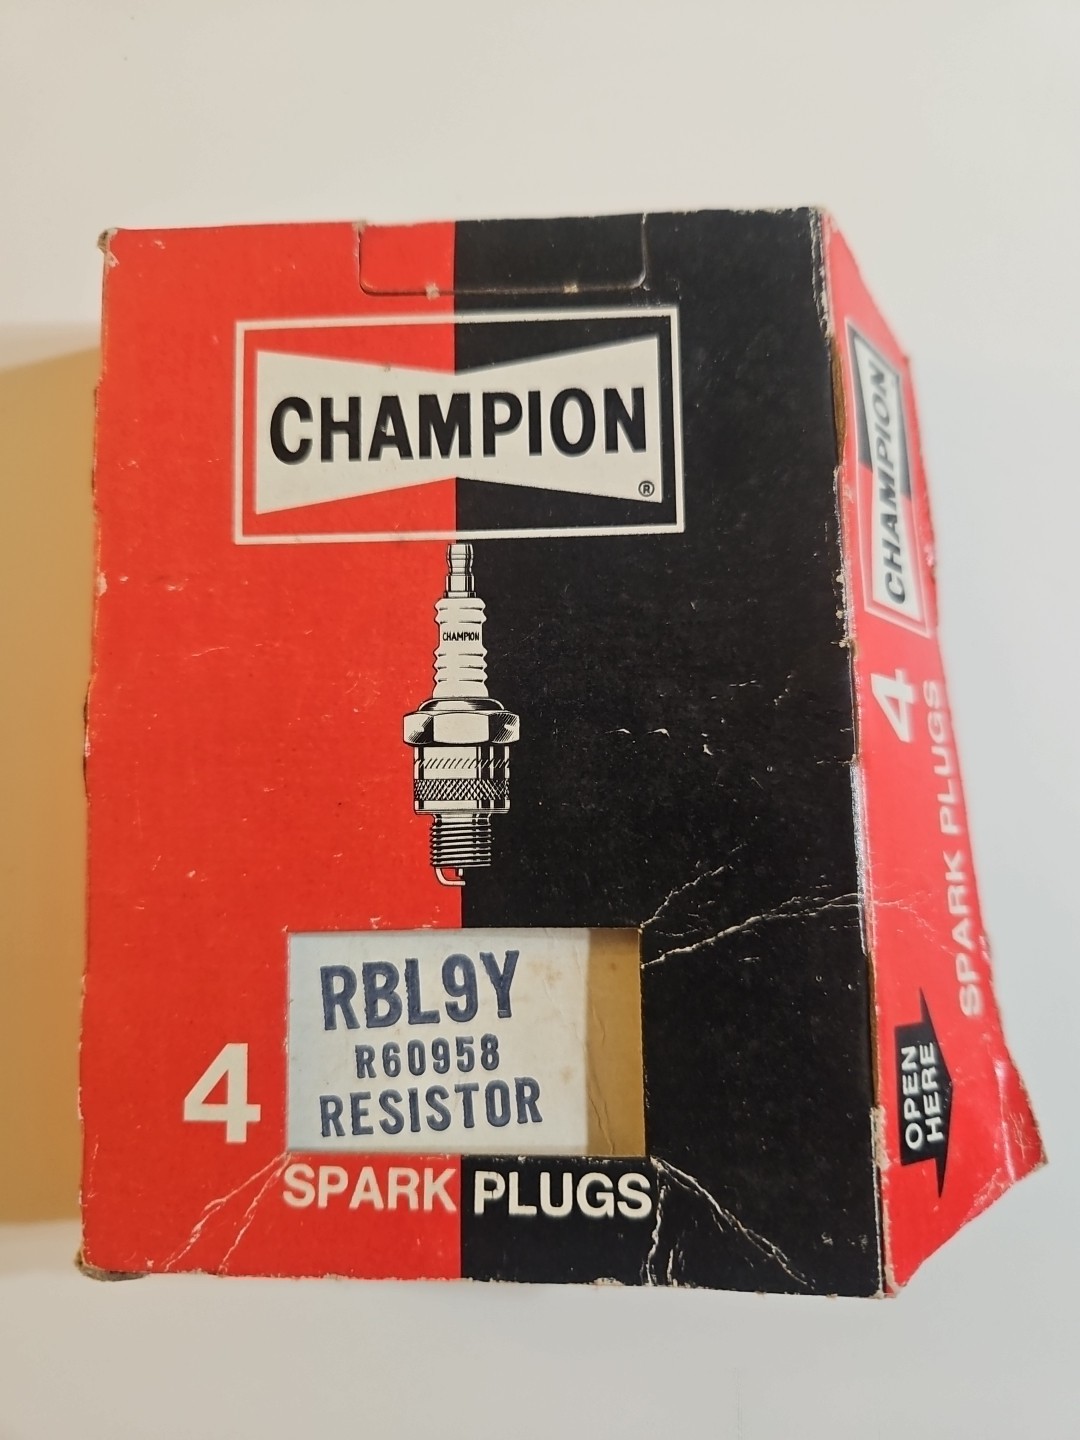 CHAMPION
®
CHAMPION
RBL9Y
R60958
RESISTOR
4
SPARK PLUGS
CHAMPION
4
SPARK PLUGS
OPEN
HERE